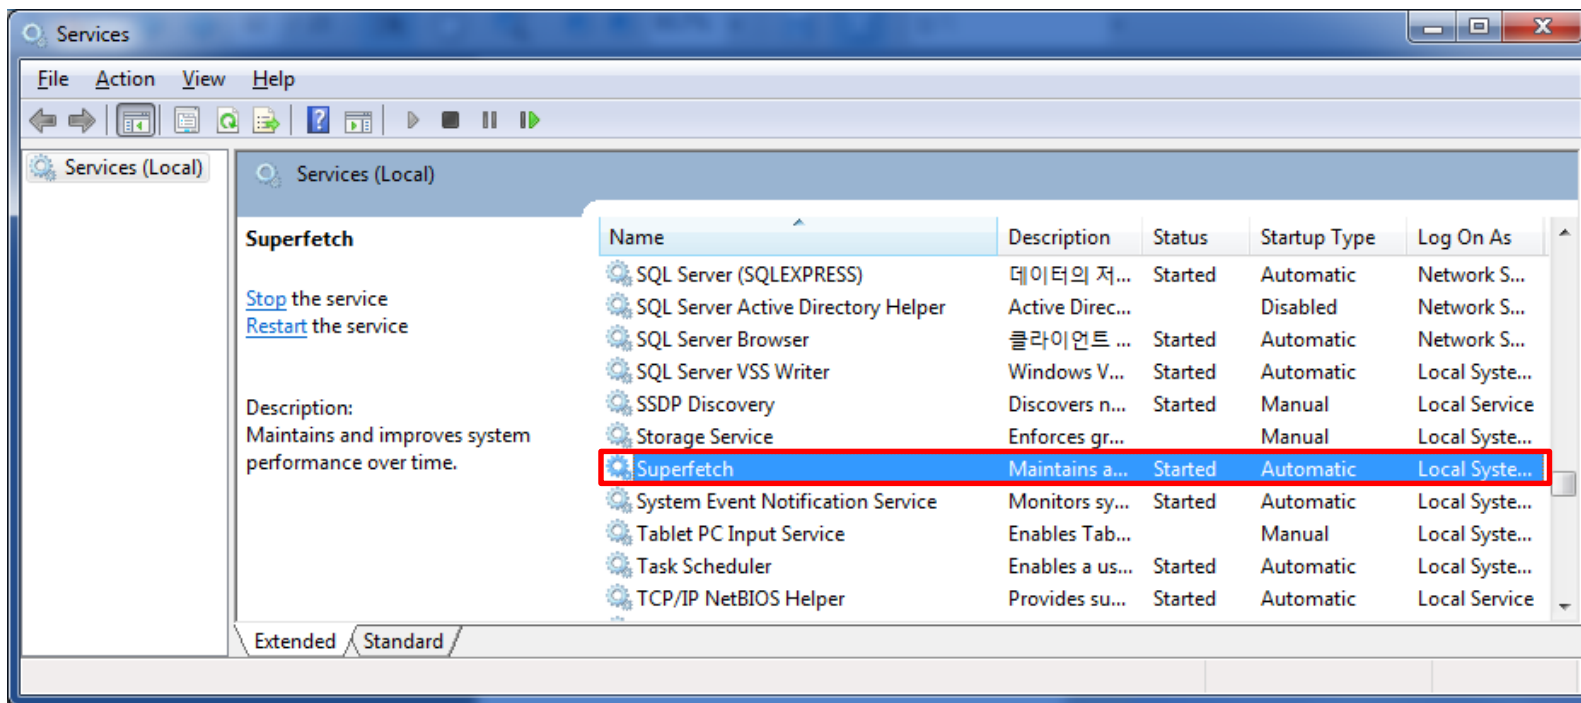 Services
File Action View Help
Services (Local)
Services (Local)
Superfetch
Stop the service
Restart the service
Description:
Maintains and improves system
performance over time.
Name Description Status Startup Type Log On As
SQL Server (SQLEXPRESS) 데이터의 저... Started Automatic Network S...
SQL Server Active Directory Helper Active Direc... Disabled Network S...
SQL Server Browser 클라이언트 ... Started Automatic Network S...
SQL Server VSS Writer Windows V... Started Automatic Local Syste...
SSDP Discovery Discovers n... Started Manual Local Service
Storage Service Enforces gr... Manual Local Syste...
Superfetch Maintains a... Started Automatic Local Syste...
System Event Notification Service Monitors sy... Started Automatic Local Syste...
Tablet PC Input Service Enables Tab... Manual Local Syste...
Task Scheduler Enables a us... Started Automatic Local Syste...
TCP/IP NetBIOS Helper Provides su... Started Automatic Local Service
Extended Standard